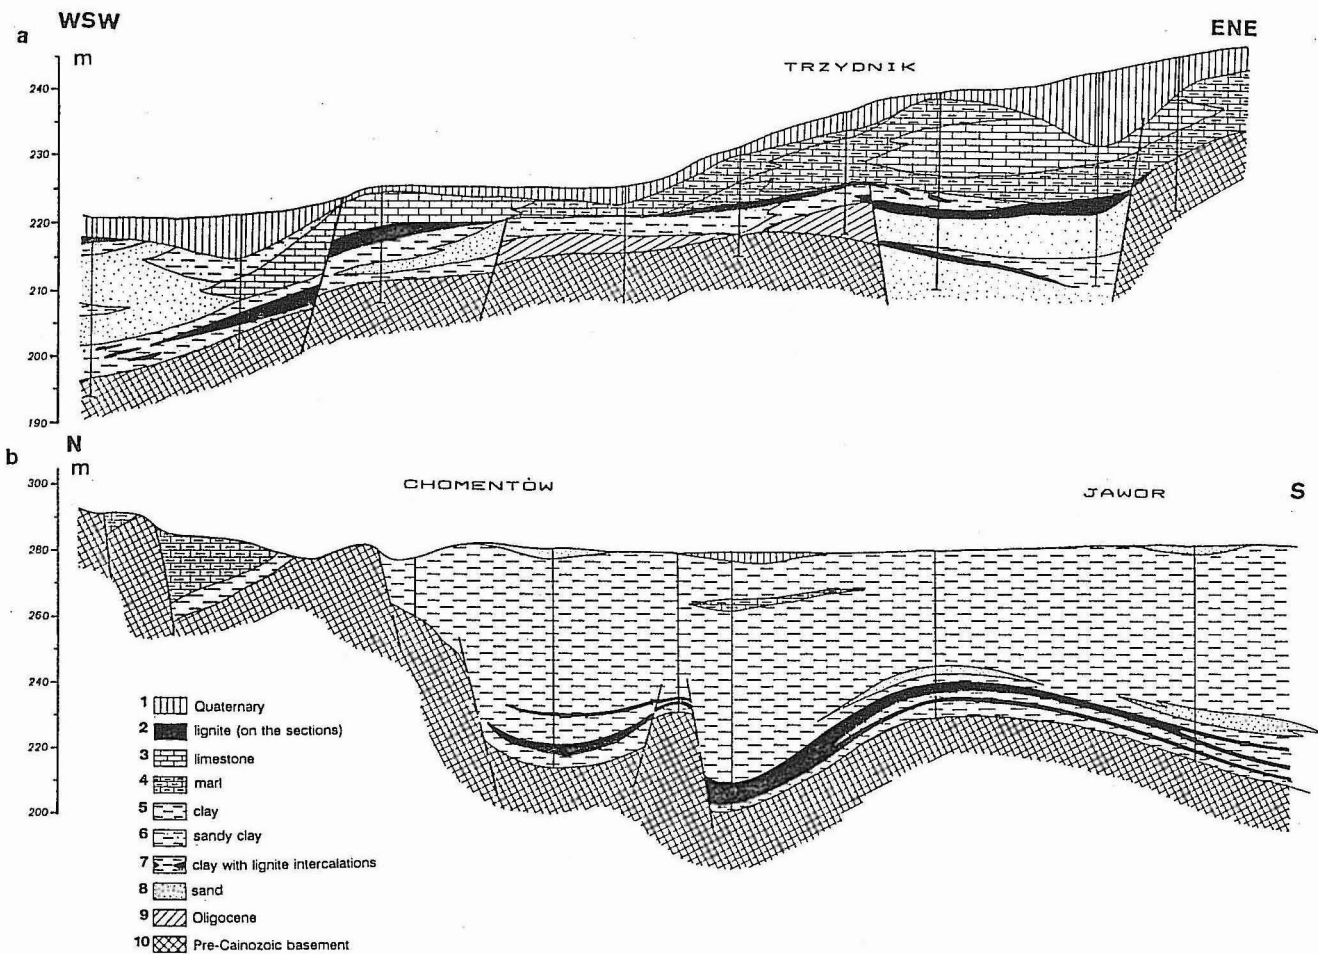 WSW
a
m
ENE
TRZYDNIK
240
230
220
210
200
190
b
N
m
CHOMENTÓW
JAWOR
S
300
280
260
240
220
200
1 Quaternary
2 lignite (on the sections)
3 limestone
4 marl
5 clay
6 sandy clay
7 clay with lignite intercalations
8 sand
9 Oligocene
10 Pre-Cainozoic basement